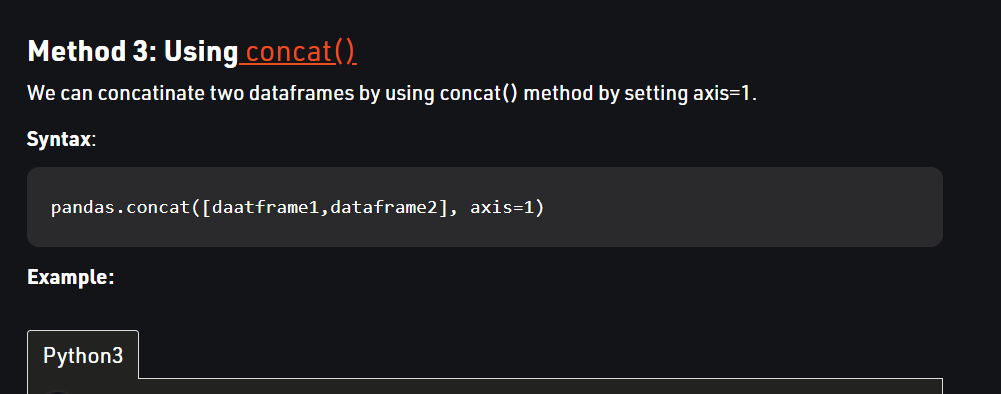 Method 3: Using concat()
We can concatinate two dataframes by using concat() method by setting axis=1.
Syntax:
pandas.concat([daatframe1,dataframe2], axis=1)
Example:
Python3